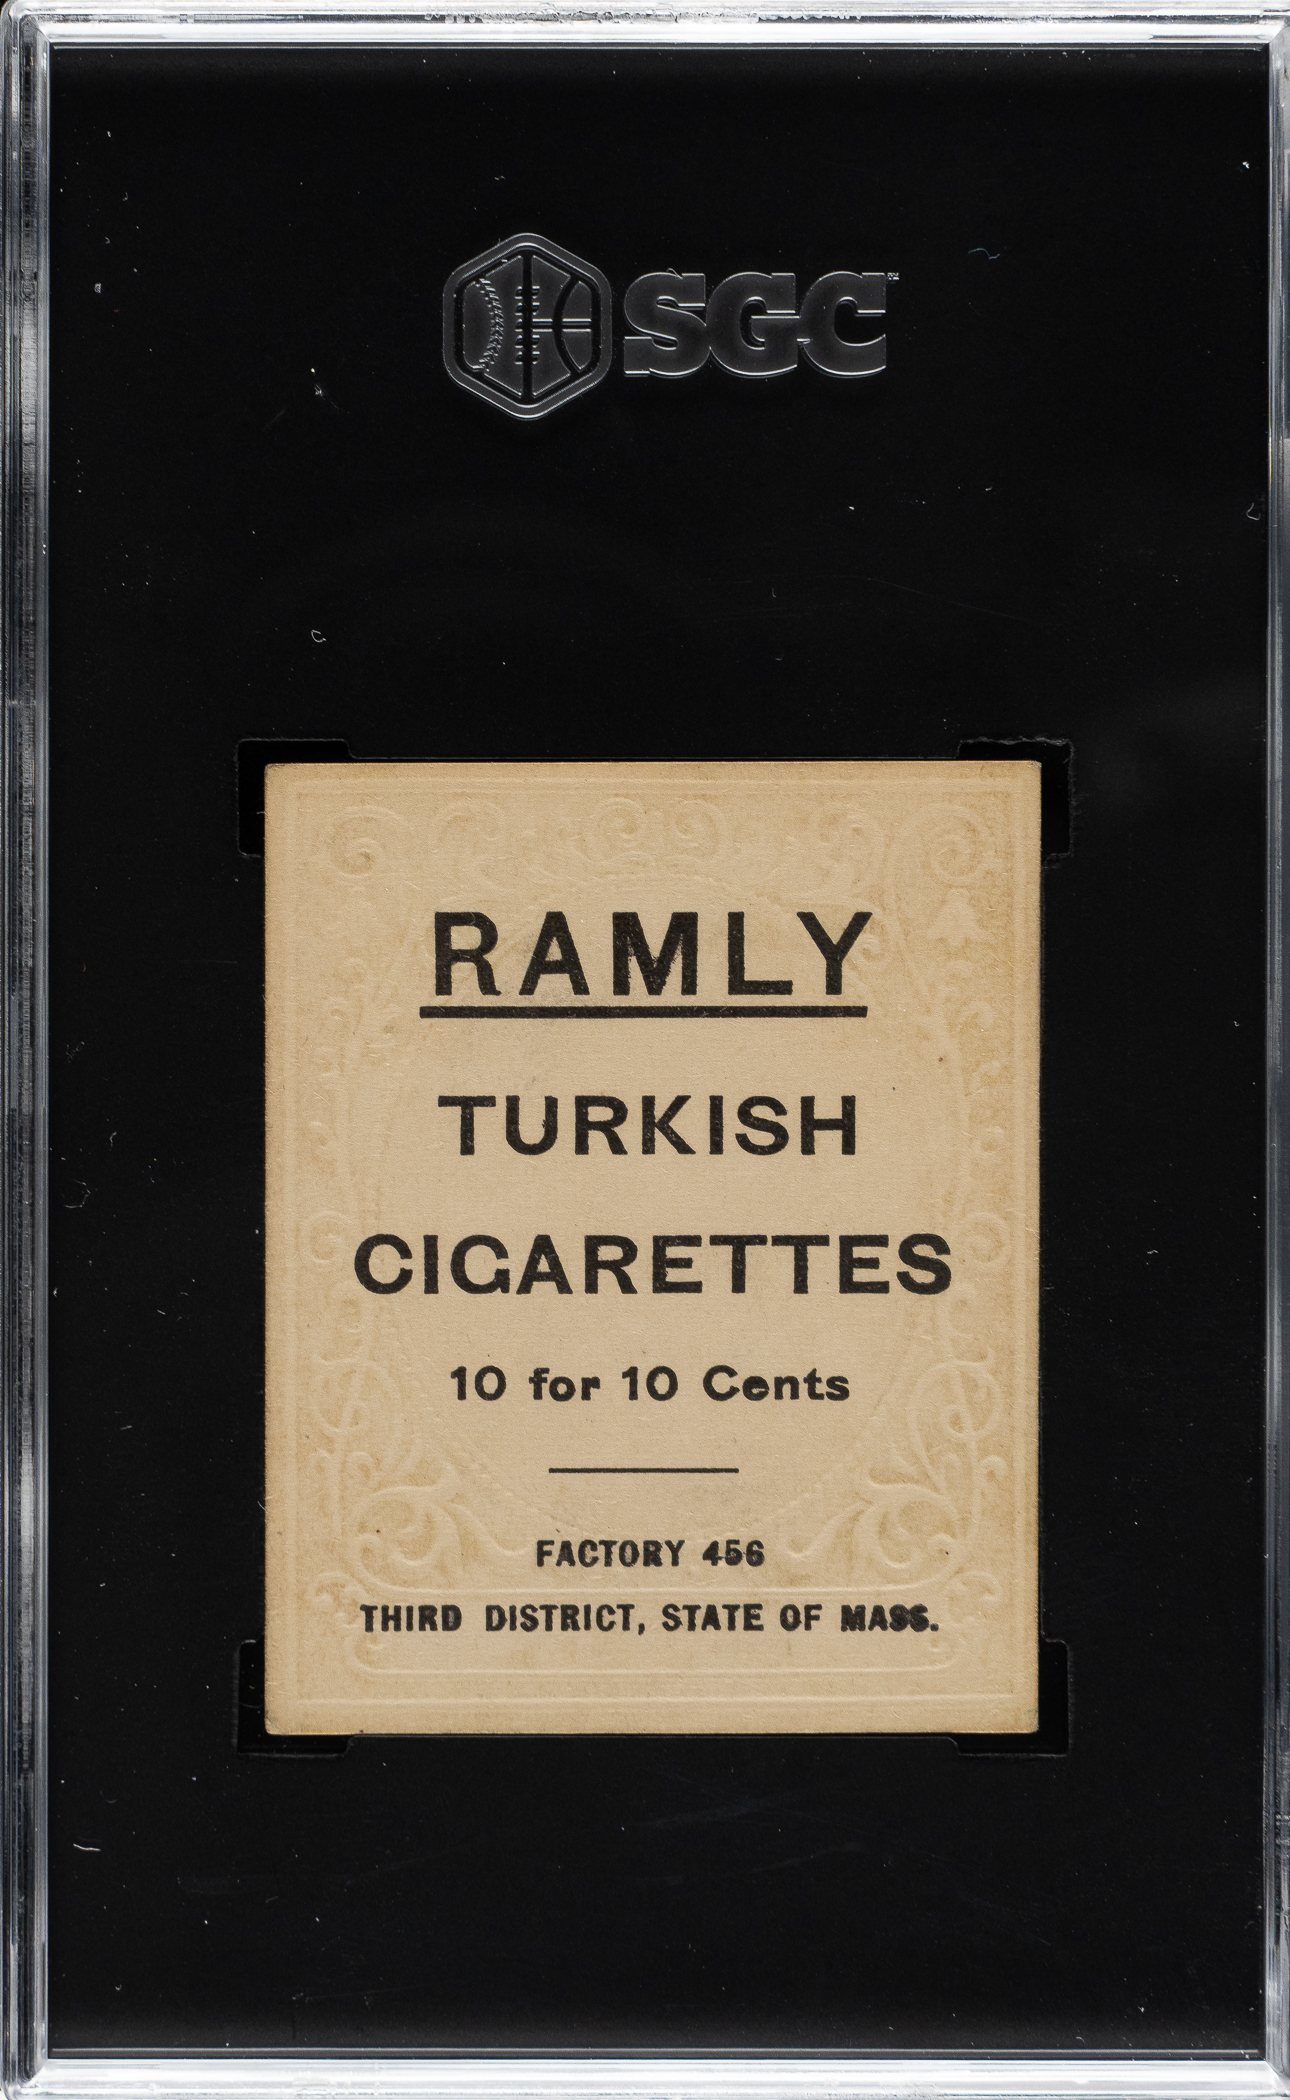 SGC
RAMLY
TURKISH
CIGARETTES
10 for 10 Cents
FACTORY 456
THIRD DISTRICT, STATE OF MASS.